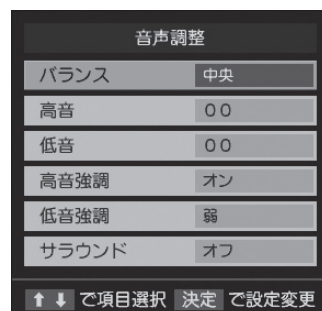 音声調整
バランス 中央
高音 00
低音 00
高音強調 オン
低音強調 弱
サラウンド オフ
⬆⬇ で項目選択 決定 で設定変更